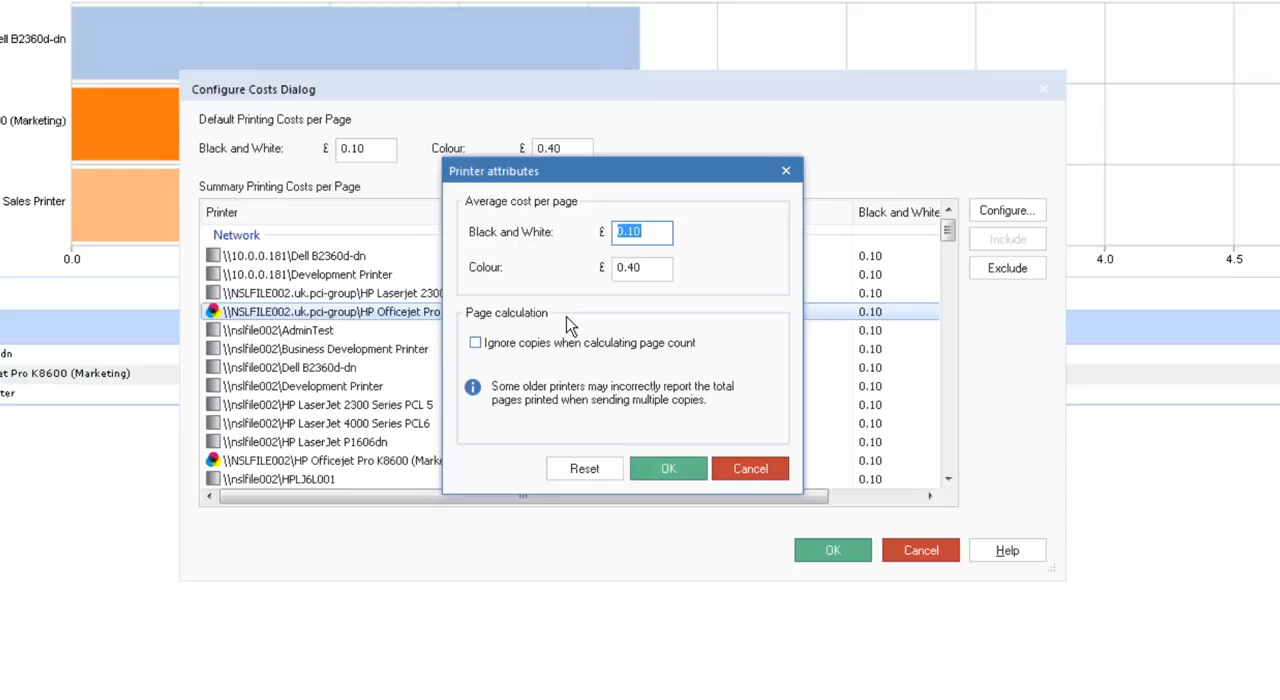 ell B2360d-dn
Configure Costs Dialog
Default Printing Costs per Page
Black and White: £ 0.10 Colour: £ 0.40
00 (Marketing)
Printer attributes
Summary Printing Costs per Page
Average cost per page
Sales Printer
Printer Black and White Configure...
Black and White: £ 0.10
Network
Include
0.0 4.0 4.5
\\10.0.0.181\Dell B2360d-dn 0.10
Colour: £ 0.40
Exclude
\\10.0.0.181\Development Printer 0.10
\\NSLFILE002.uk.pci-group\HP Laserjet 2300 0.10
\\NSLFILE002.uk.pci-group\HP Officejet Pro 0.10
Page calculation
\\nslfile002\AdminTest 0.10
Ignore copies when calculating page count
\\nslfile002\Business Development Printer 0.10
dn
\\nslfile002\Dell B2360d-dn 0.10
et Pro K8600 (Marketing)
\\nslfile002\Development Printer 0.10
Some older printers may incorrectly report the total
pages printed when sending multiple copies.
ter
\\nslfile002\HP LaserJet 2300 Series PCL 5 0.10
\\nslfile002\HP LaserJet 4000 Series PCL6 0.10
\\nslfile002\HP LaserJet P1606dn 0.10
\\NSLFILE002\HP Officejet Pro K8600 (Marke 0.10
Reset OK Cancel
\\nslfile002\HPLJ6L001 0.10
OK Cancel Help